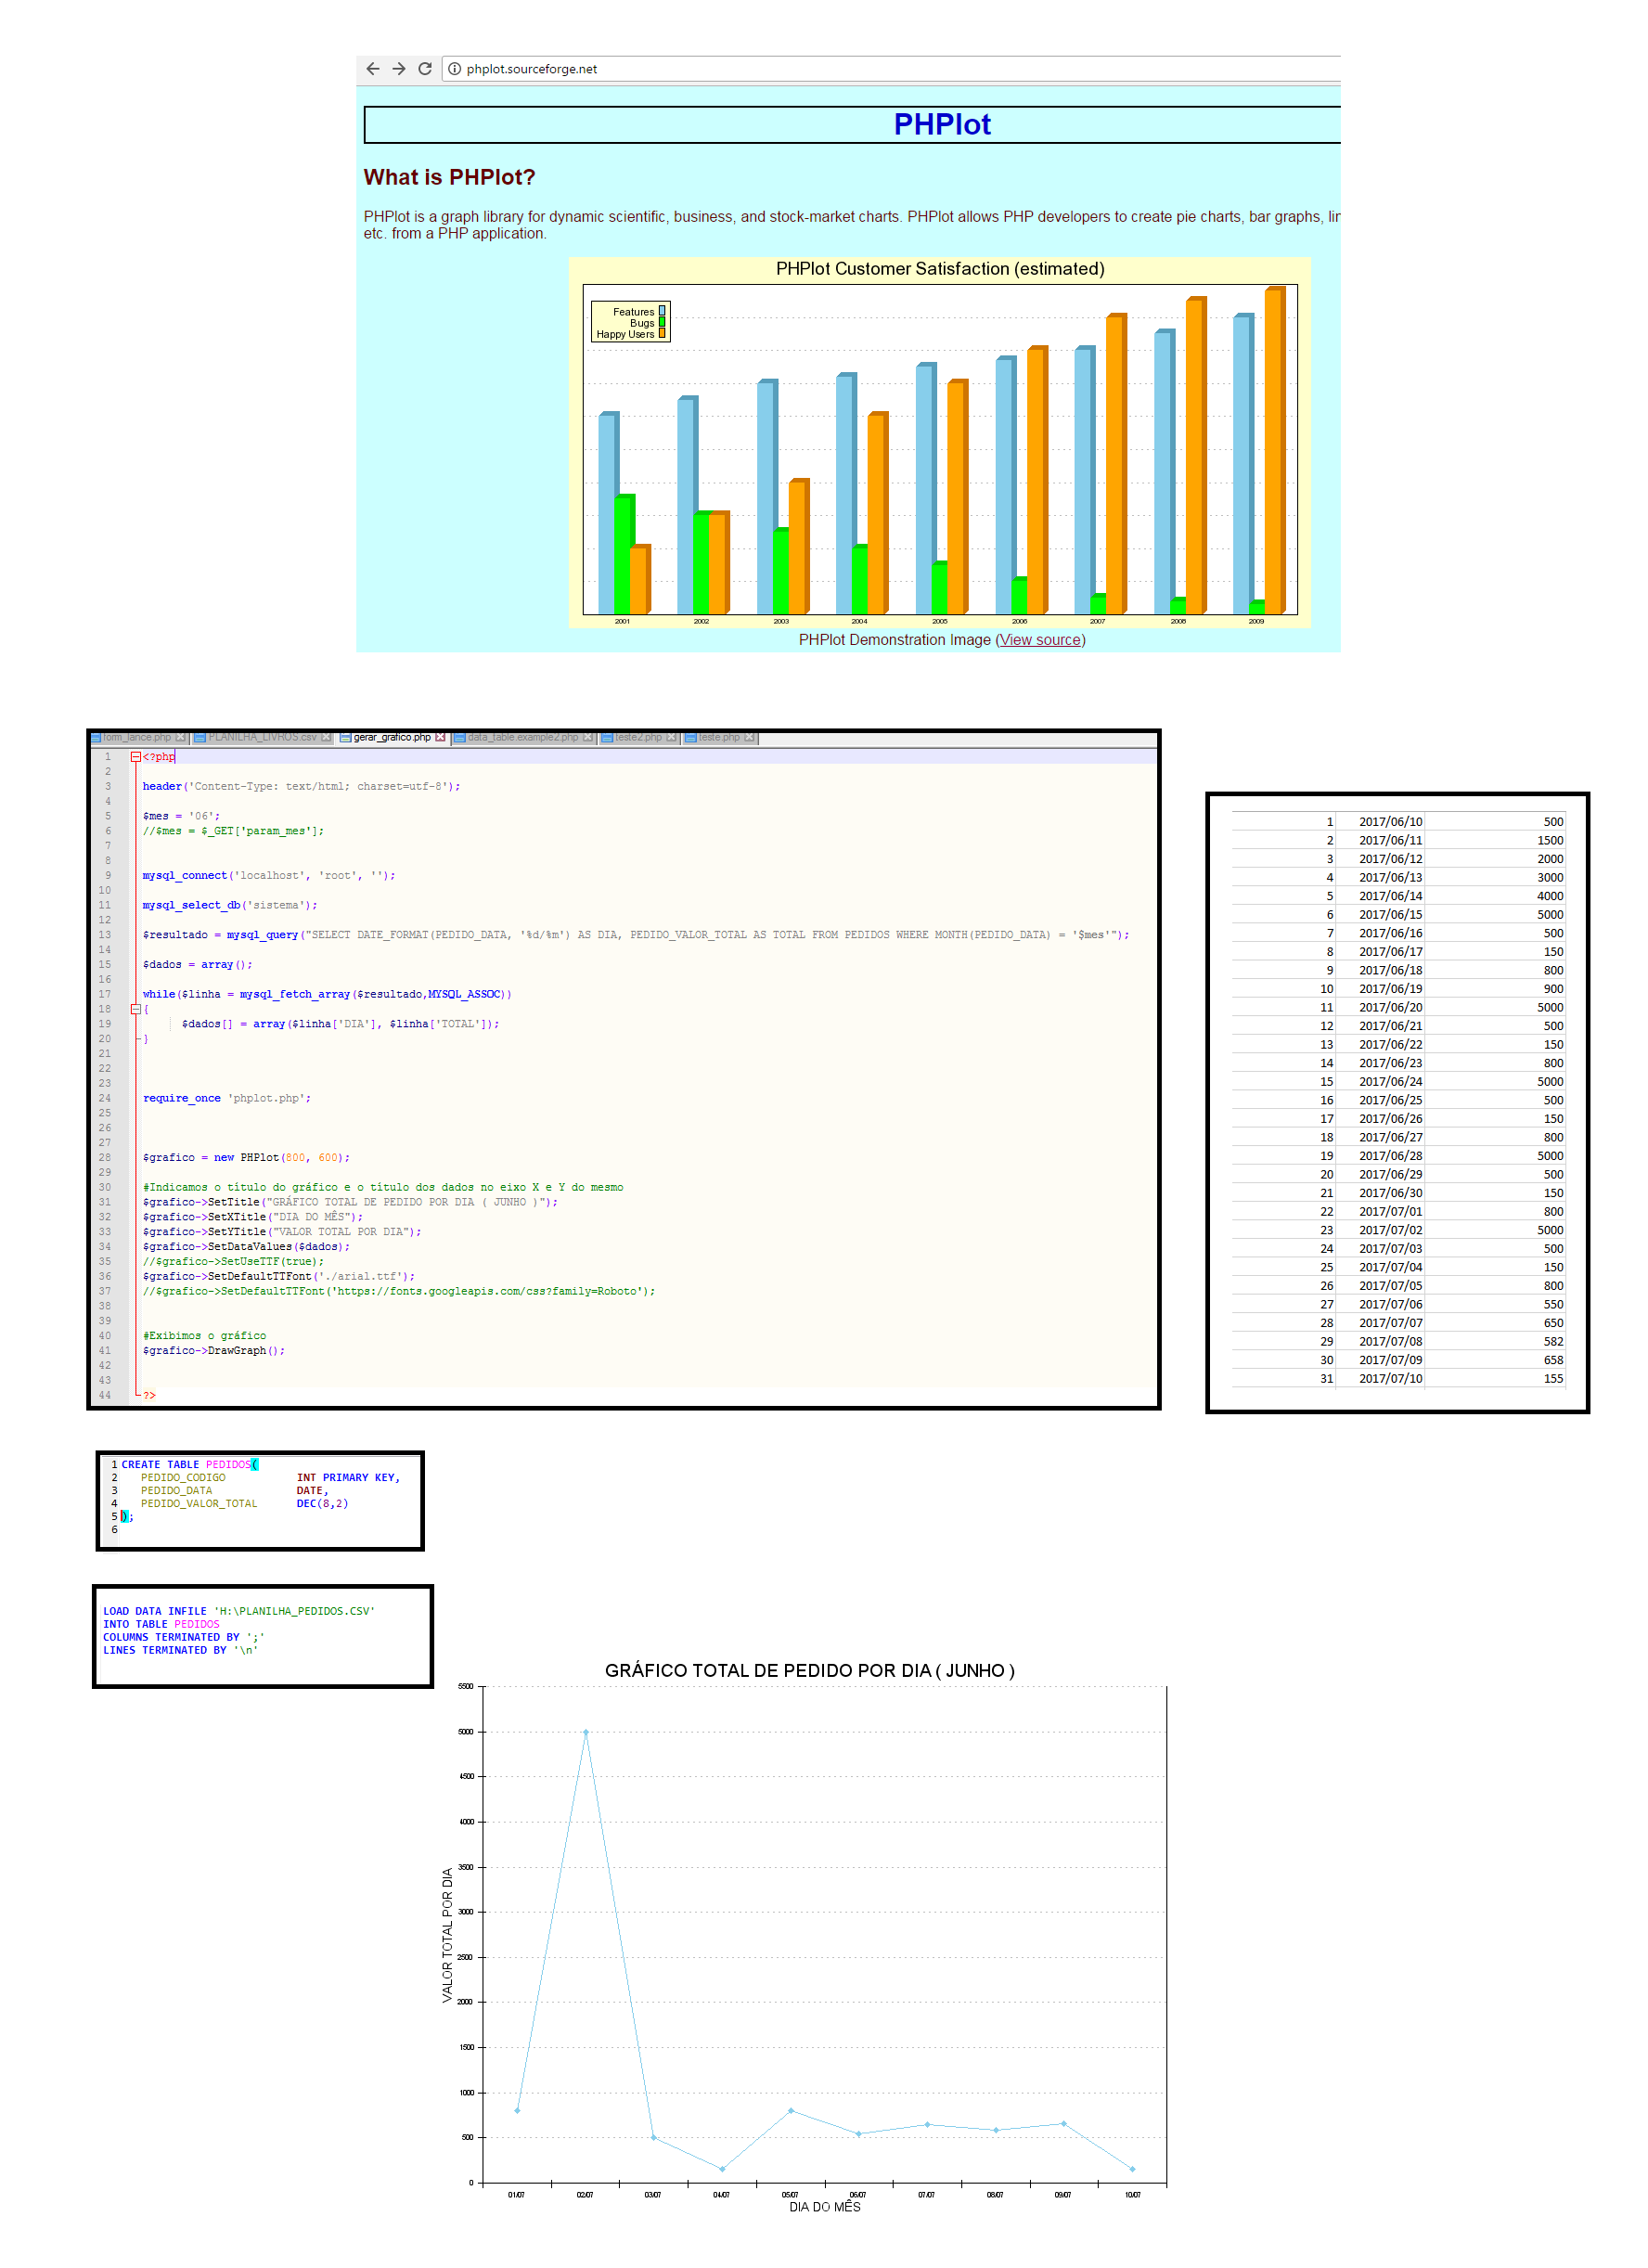 phplot.sourceforge.net
PHPlot
What is PHPlot?
PHPlot is a graph library for dynamic scientific, business, and stock-market charts. PHPlot allows PHP developers to create pie charts, bar graphs,
etc. from a PHP application.
PHPlot Customer Satisfaction (estimated)
Features
Bugs
Happy Users
2001 2002 2003 2004 2005 2006 2007 2008 2009
PHPlot Demonstration Image (View source)
form_lance.php PLANILHA_LIVROS.csv gerar_grafico.php data_table.example2.php teste2.php teste.php
1 <?php
2
3 header('Content-Type: text/html; charset=utf-8');
4
5 $mes = '06';
6 //$mes = $_GET['param_mes'];
7
8
9 mysql_connect('localhost', 'root', '');
10
11 mysql_select_db('sistema');
12
13 $resultado = mysql_query("SELECT DATE_FORMAT(PEDIDO_DATA, '%d/%m') AS DIA, PEDIDO_VALOR_TOTAL AS TOTAL FROM PEDIDOS WHERE MONTH(PEDIDO_DATA) = '$mes'");
14
15 $dados = array();
16
17 while($linha = mysql_fetch_array($resultado,MYSQL_ASSOC))
18 {
19 $dados[] = array($linha['DIA'], $linha['TOTAL']);
20 }
21
22
23
24 require_once 'phplot.php';
25
26
27
28 $grafico = new PHPlot(800, 600);
29
30 #Indicamos o título do gráfico e o título dos dados no eixo X e Y do mesmo
31 $grafico->SetTitle("GRÁFICO TOTAL DE PEDIDO POR DIA ( JUNHO )");
32 $grafico->SetXTitle("DIA DO MÊS");
33 $grafico->SetYTitle("VALOR TOTAL POR DIA");
34 $grafico->SetDataValues($dados);
35 //$grafico->SetUseTTF(true);
36 $grafico->SetDefaultTTFont('./arial.ttf');
37 //$grafico->SetDefaultTTFont('https://fonts.googleapis.com/css?family=Roboto');
38
39
40 #Exibimos o gráfico
41 $grafico->DrawGraph();
42
43
44 ?>
1 2017/06/10 500
2 2017/06/11 1500
3 2017/06/12 2000
4 2017/06/13 3000
5 2017/06/14 4000
6 2017/06/15 5000
7 2017/06/16 500
8 2017/06/17 150
9 2017/06/18 800
10 2017/06/19 900
11 2017/06/20 5000
12 2017/06/21 500
13 2017/06/22 150
14 2017/06/23 800
15 2017/06/24 5000
16 2017/06/25 500
17 2017/06/26 150
18 2017/06/27 800
19 2017/06/28 5000
20 2017/06/29 500
21 2017/06/30 150
22 2017/07/01 800
23 2017/07/02 5000
24 2017/07/03 500
25 2017/07/04 150
26 2017/07/05 800
27 2017/07/06 550
28 2017/07/07 650
29 2017/07/08 582
30 2017/07/09 658
31 2017/07/10 155
1 CREATE TABLE PEDIDOS(
2 PEDIDO_CODIGO INT PRIMARY KEY,
3 PEDIDO_DATA DATE,
4 PEDIDO_VALOR_TOTAL DEC(8,2)
5 );
6
LOAD DATA INFILE 'H:\PLANILHA_PEDIDOS.CSV'
INTO TABLE PEDIDOS
COLUMNS TERMINATED BY ';'
LINES TERMINATED BY '\n'
GRÁFICO TOTAL DE PEDIDO POR DIA ( JUNHO )
5500
5000
4500
4000
3500
3000
2500
2000
1500
1000
500
0
VALOR TOTAL POR DIA
01/07 02/07 03/07 04/07 05/07 06/07 07/07 08/07 09/07 10/07
DIA DO MÊS